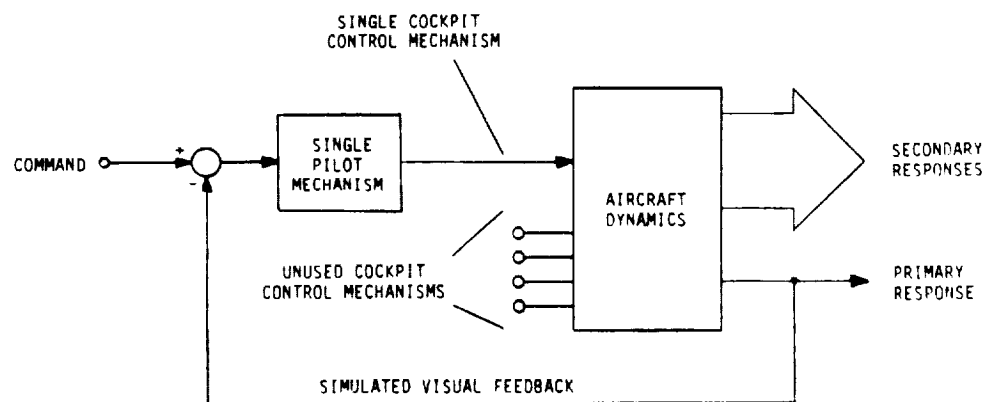 SINGLE COCKPIT
CONTROL MECHANISM
COMMAND
+
-
SINGLE
PILOT
MECHANISM
AIRCRAFT
DYNAMICS
SECONDARY
RESPONSES
UNUSED COCKPIT
CONTROL MECHANISMS
PRIMARY
RESPONSE
SIMULATED VISUAL FEEDBACK